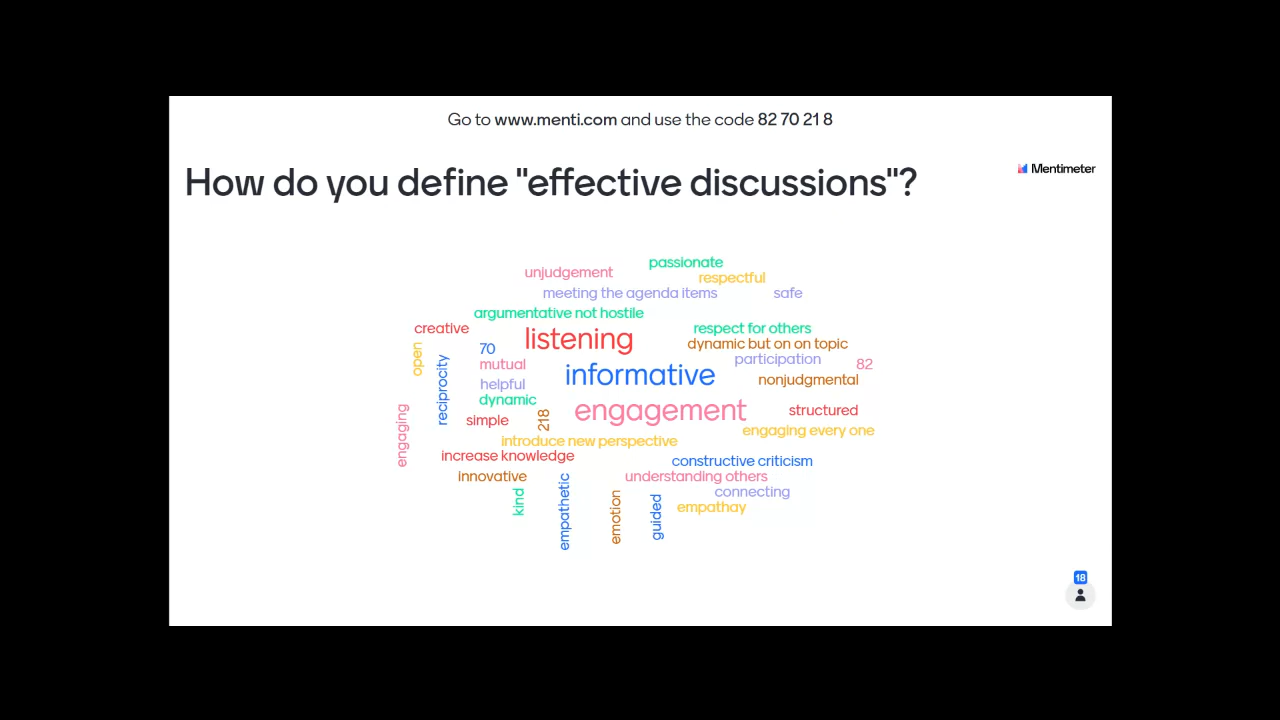 Go to www.menti.com and use the code 82 70 21 8
How do you define "effective discussions"?
Mentimeter
passionate
unjudgement
respectful
meeting the agenda items
safe
argumentative not hostile
creative
listening
respect for others
dynamic but on on topic
open
70
participation
reciprocity
mutual
82
informative
nonjudgmental
helpful
dynamic
engagement
structured
engaging
simple
218
engaging every one
introduce new perspective
increase knowledge
constructive criticism
innovative
understanding others
connecting
kind
empathetic
emotion
guided
empathay
18